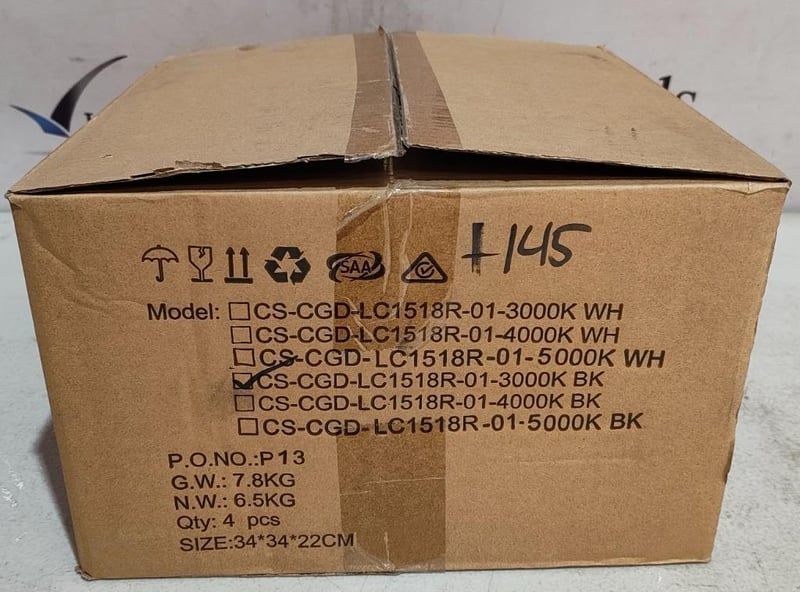 SAA
+145
Model: ☐CS-CGD-LC1518R-01-3000K WH
☐CS-CGD-LC1518R-01-4000K WH
☐CS-CGD-LC1518R-01-5000K WH
☑CS-CGD-LC1518R-01-3000K BK
☐CS-CGD-LC1518R-01-4000K BK
☐CS-CGD-LC1518R-01-5000K BK
P.O.NO.:P13
G.W.: 7.8KG
N.W.: 6.5KG
Qty: 4 pcs
SIZE:34*34*22CM